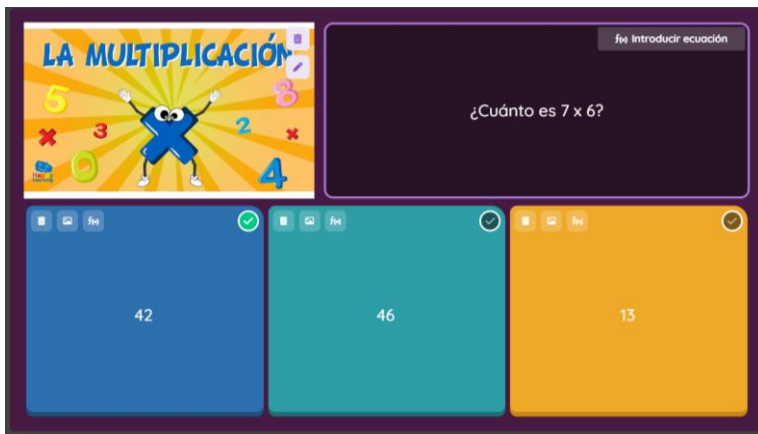 LA MULTIPLICACIÓN
5
8
3
2
0
4
f(x) Introducir ecuación
¿Cuánto es 7 x 6?
f(x)
f(x)
f(x)
42
46
13